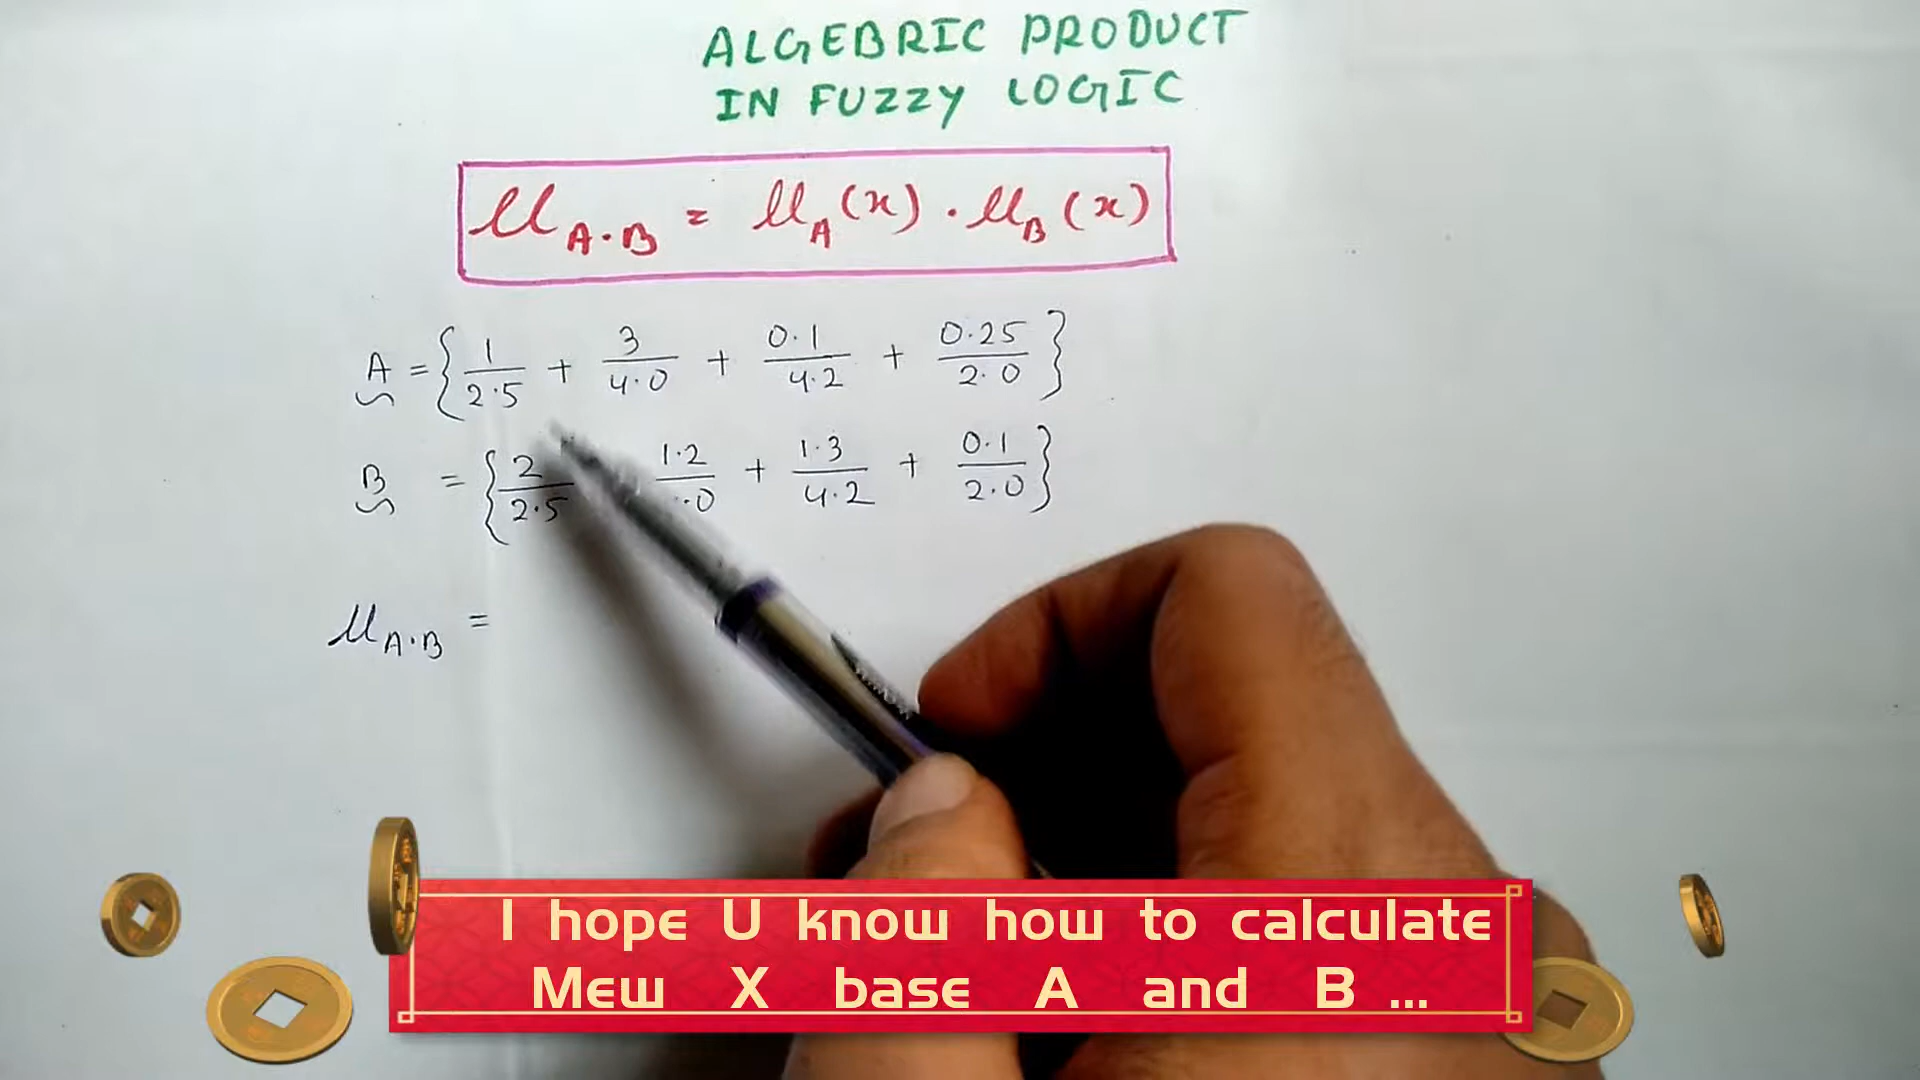 ALGEBRIC PRODUCT
IN FUZZY LOGIC
μA.B = μA(x) . μB(x)
A = { 1/2.5 + 3/4.0 + 0.1/4.2 + 0.25/2.0 }
B = { 2/2.5 1.2/.0 + 1.3/4.2 + 0.1/2.0 }
μA.B =
I hope U know how to calculate
Mew X base A and B ...